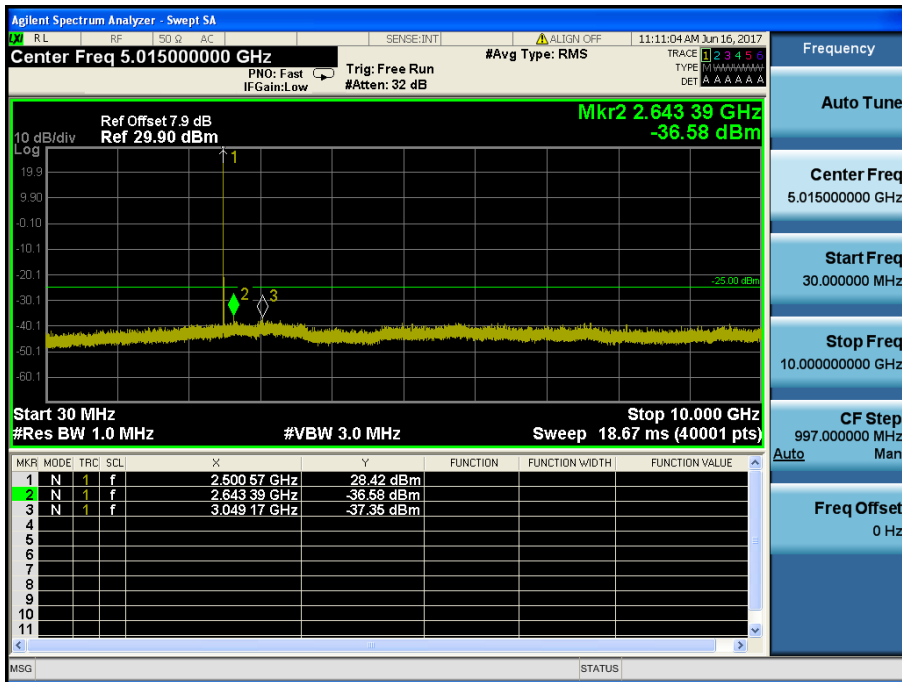 Agilent Spectrum Analyzer - Swept SA
LXI RL RF 50 Ω AC SENSE:INT ALIGN OFF 11:11:04 AM Jun 16, 2017
Center Freq 5.015000000 GHz
PNO: Fast
IFGain:Low
Trig: Free Run
#Atten: 32 dB
#Avg Type: RMS
TRACE 1 2 3 4 5 6
TYPE MWWWWW
DET A A A A A A
Mkr2 2.643 39 GHz
-36.58 dBm
Ref Offset 7.9 dB
10 dB/div Ref 29.90 dBm
Log
19.9
9.90
-0.10
-10.1
-20.1
-30.1
-40.1
-50.1
-60.1
1
2
3
-25.00 dBm
Start 30 MHz Stop 10.000 GHz
#Res BW 1.0 MHz #VBW 3.0 MHz Sweep 18.67 ms (40001 pts)
MKR MODE TRC SCL X Y FUNCTION FUNCTION WIDTH FUNCTION VALUE
1 N 1 f 2.500 57 GHz 28.42 dBm
2 N 1 f 2.643 39 GHz -36.58 dBm
3 N 1 f 3.049 17 GHz -37.35 dBm
4
5
6
7
8
9
10
11
MSG STATUS
Frequency
Auto Tune
Center Freq
5.015000000 GHz
Start Freq
30.000000 MHz
Stop Freq
10.000000000 GHz
CF Step
997.000000 MHz
Auto Man
Freq Offset
0 Hz